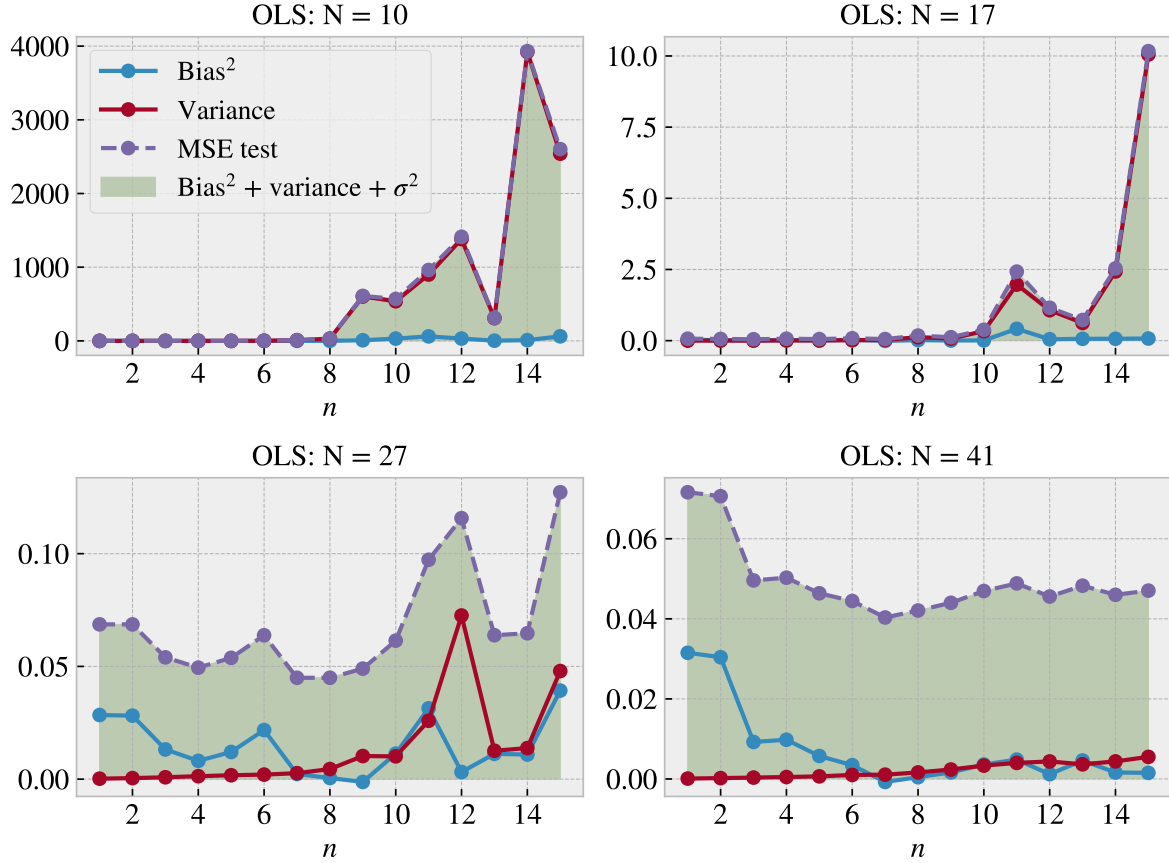 OLS: N = 10
4000
3000
2000
1000
0
Bias²
Variance
MSE test
Bias² + variance + σ²
2 4 6 8 10 12 14
n
OLS: N = 17
10.0
7.5
5.0
2.5
0.0
2 4 6 8 10 12 14
n
OLS: N = 27
0.10
0.05
0.00
2 4 6 8 10 12 14
n
OLS: N = 41
0.06
0.04
0.02
0.00
2 4 6 8 10 12 14
n